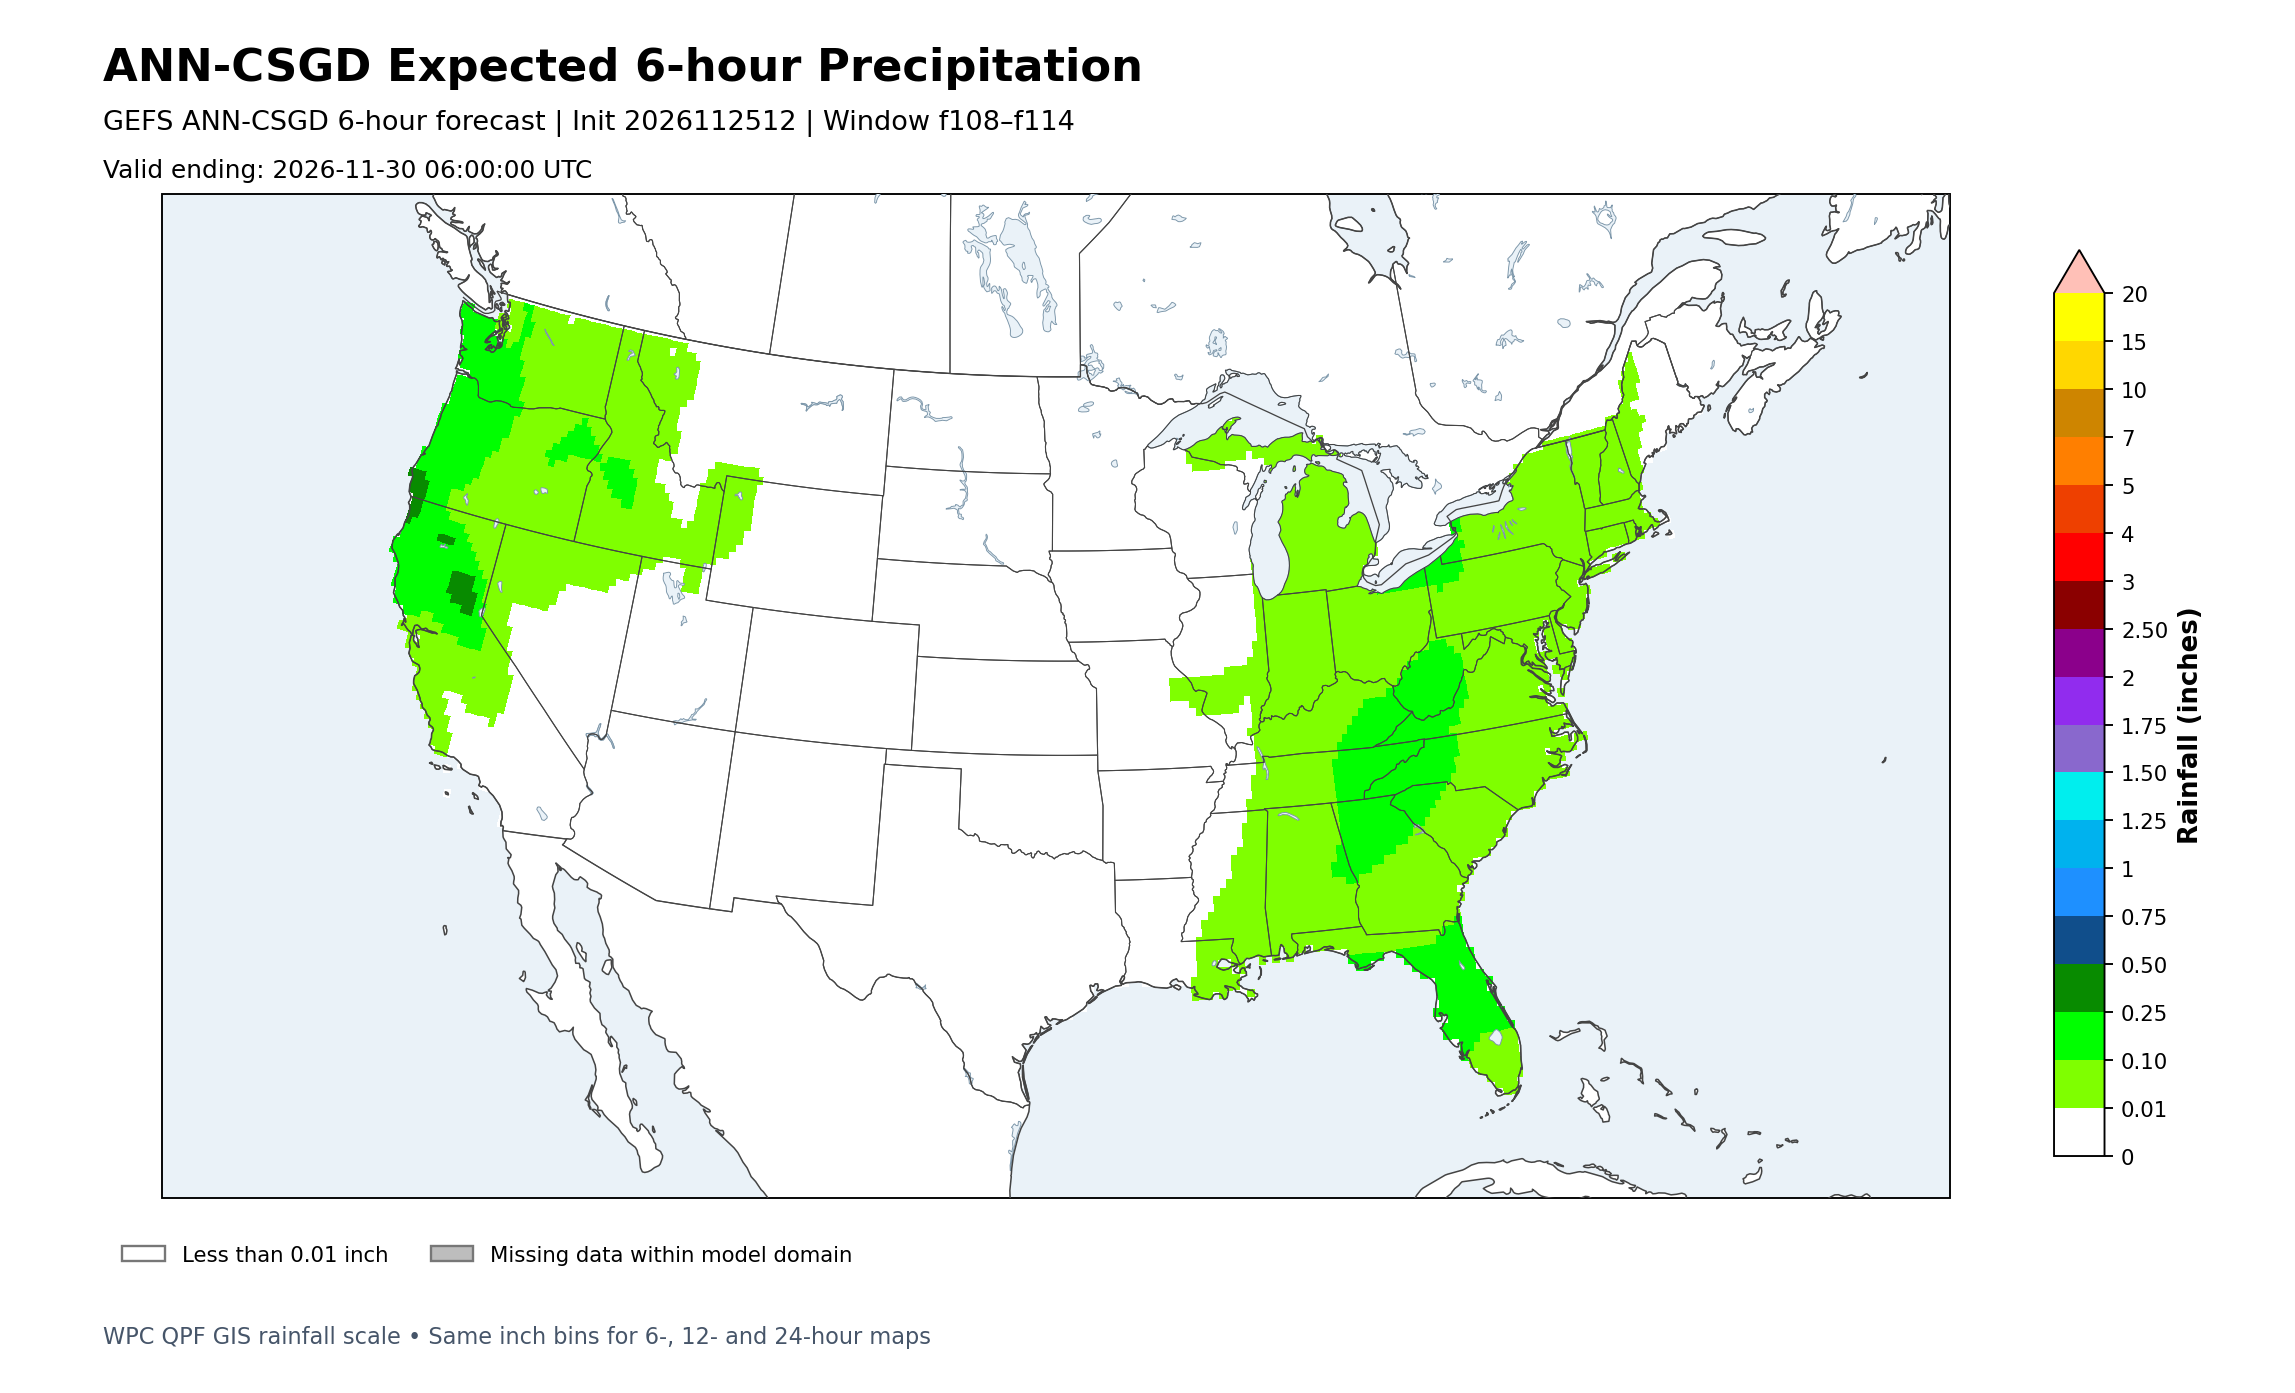 ANN-CSGD Expected 6-hour Precipitation
GEFS ANN-CSGD 6-hour forecast | Init 2026112512 | Window f108–f114
Valid ending: 2026-11-30 06:00:00 UTC
20
15
10
7
5
4
3
2.50
2
1.75
1.50
1.25
1
0.75
0.50
0.25
0.10
0.01
0
Rainfall (inches)
Less than 0.01 inch
Missing data within model domain
WPC QPF GIS rainfall scale • Same inch bins for 6-, 12- and 24-hour maps